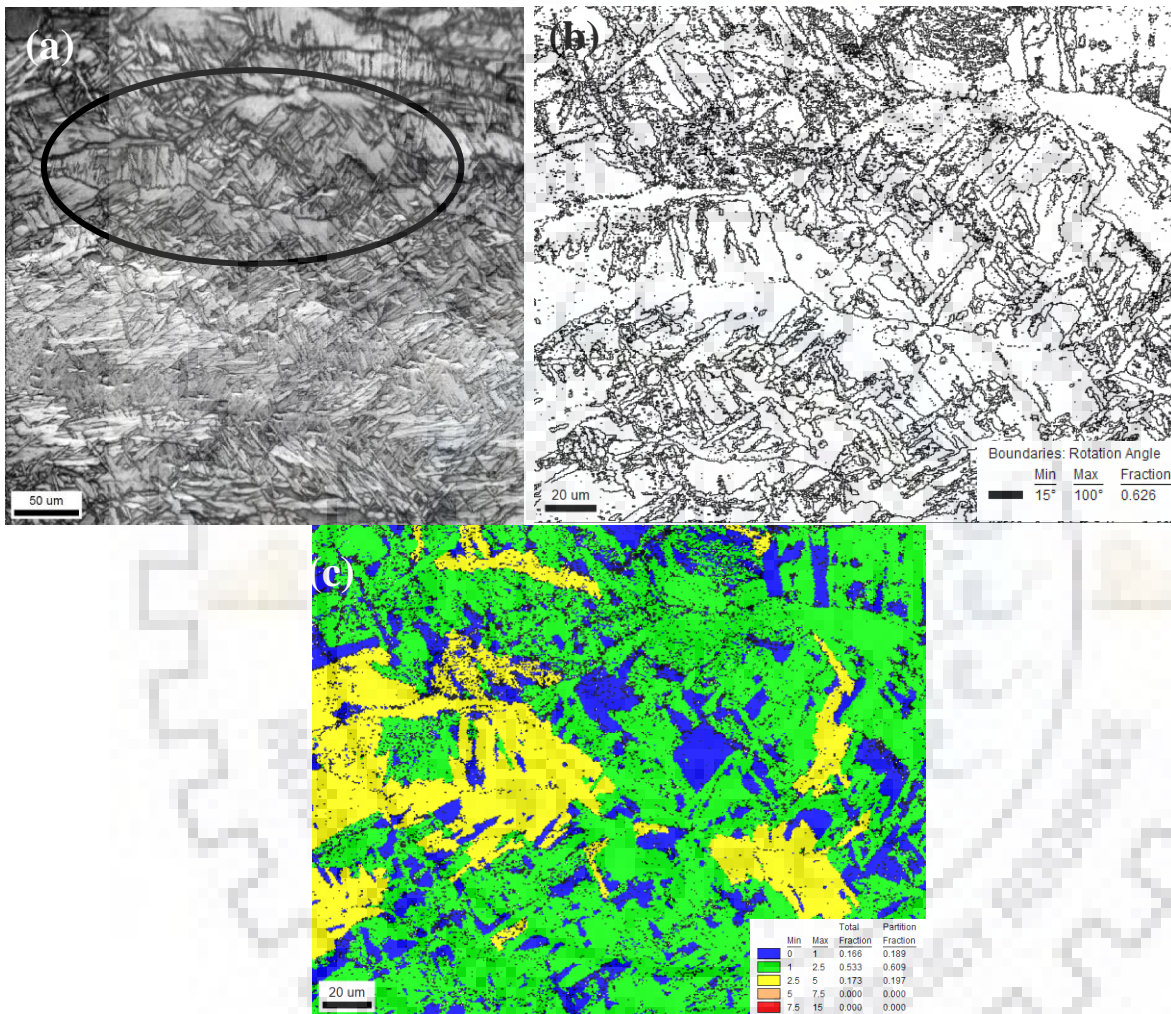 (a)
50 um
(b)
Boundaries: Rotation Angle
Min Max Fraction
15° 100° 0.626
20 um
(c)
20 um
Total Partition
Min Max Fraction Fraction
0 1 0.166 0.189
1 2.5 0.533 0.609
2.5 5 0.173 0.197
5 7.5 0.000 0.000
7.5 15 0.000 0.000